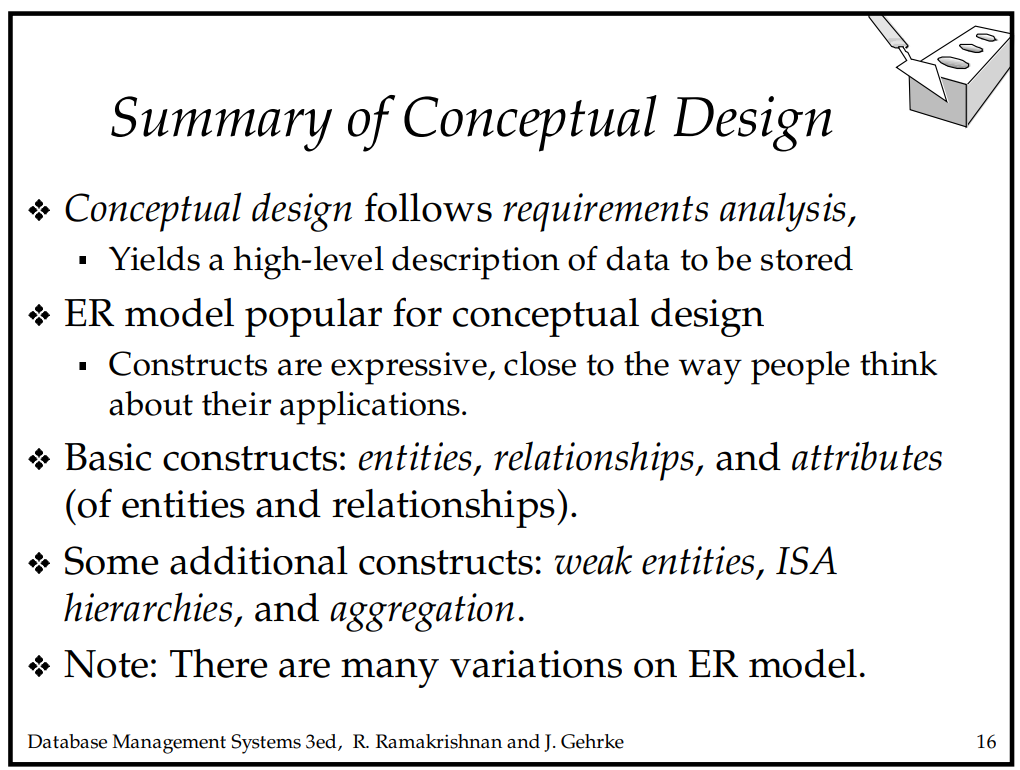 Summary of Conceptual Design
❖ Conceptual design follows requirements analysis,
▪ Yields a high-level description of data to be stored
❖ ER model popular for conceptual design
▪ Constructs are expressive, close to the way people think
about their applications.
❖ Basic constructs: entities, relationships, and attributes
(of entities and relationships).
❖ Some additional constructs: weak entities, ISA
hierarchies, and aggregation.
❖ Note: There are many variations on ER model.
Database Management Systems 3ed, R. Ramakrishnan and J. Gehrke 16